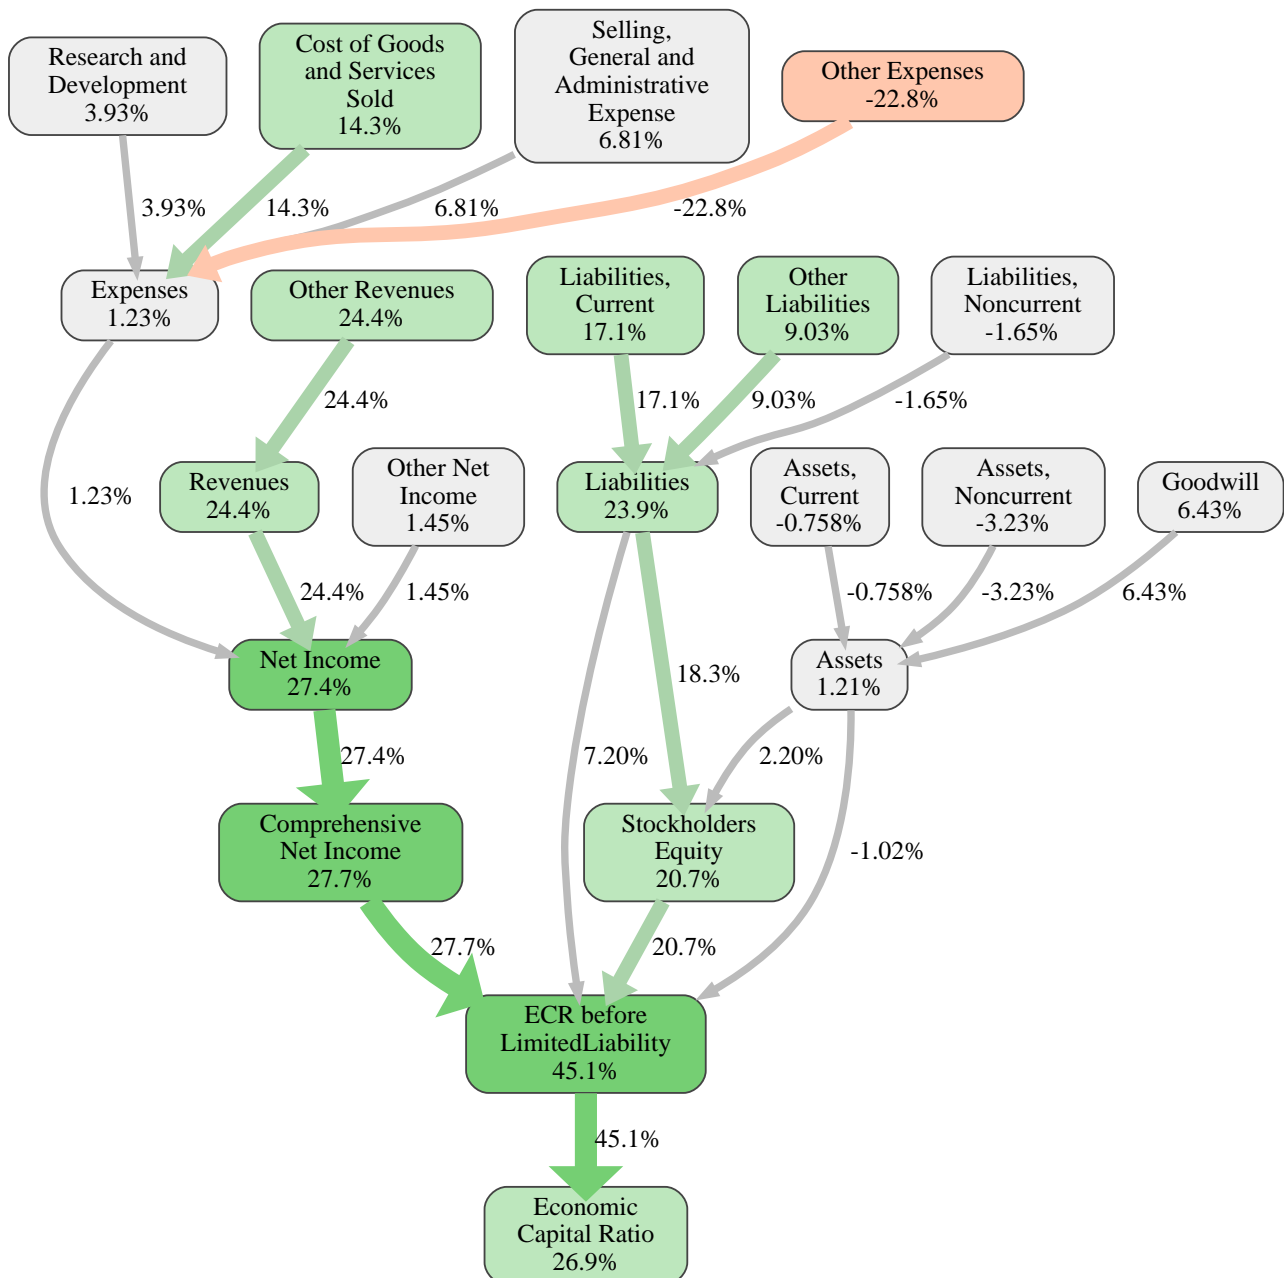 Research and
Development
3.93%
Cost of Goods
and Services
Sold
14.3%
Selling,
General and
Administrative
Expense
6.81%
Other Expenses
-22.8%
3.93%
14.3%
6.81%
-22.8%
Expenses
1.23%
Other Revenues
24.4%
Liabilities,
Current
17.1%
Other
Liabilities
9.03%
Liabilities,
Noncurrent
-1.65%
24.4%
17.1%
9.03%
-1.65%
1.23%
Revenues
24.4%
Other Net
Income
1.45%
Liabilities
23.9%
Assets,
Current
-0.758%
Assets,
Noncurrent
-3.23%
Goodwill
6.43%
24.4%
1.45%
-0.758%
-3.23%
6.43%
Net Income
27.4%
18.3%
Assets
1.21%
27.4%
7.20%
2.20%
Comprehensive
Net Income
27.7%
Stockholders
Equity
20.7%
-1.02%
27.7%
20.7%
ECR before
LimitedLiability
45.1%
45.1%
Economic
Capital Ratio
26.9%